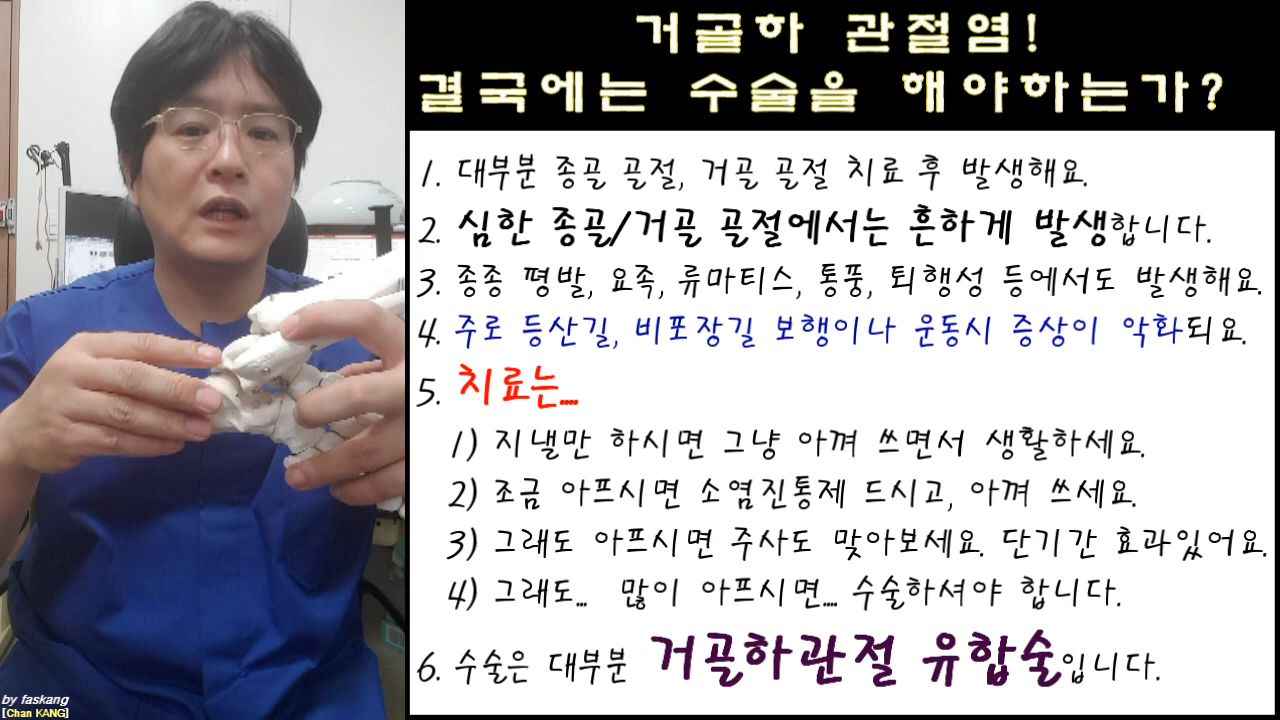 거골하 관절염!
결국에는 수술을 해야하는가?
1. 대부분 종골 골절, 거골 골절 치료 후 발생해요.
2. 심한 종골/거골 골절에서는 흔하게 발생합니다.
3. 종종 평발, 요족, 류마티스, 통풍, 퇴행성 등에서도 발생해요.
4. 주로 등산길, 비포장길 보행이나 운동시 증상이 악화되요.
5. 치료는....
1) 지낼만 하시면 그냥 아껴 쓰면서 생활하세요.
2) 조금 아프시면 소염진통제 드시고, 아껴 쓰세요.
3) 그래도 아프시면 주사도 맞아보세요. 단기간 효과있어요.
4) 그래도... 많이 아프시면.... 수술하셔야 합니다.
6. 수술은 대부분 거골하관절 유합술입니다.
by faskang
[Chan KANG]